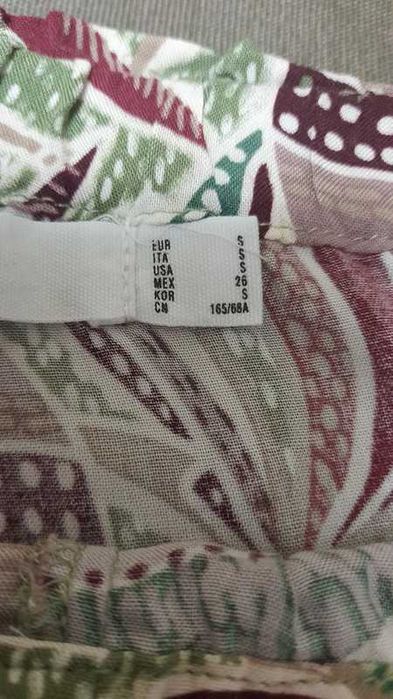 EUR S
ITA S
USA S
MEX 26
KOR S
CN 165/68A